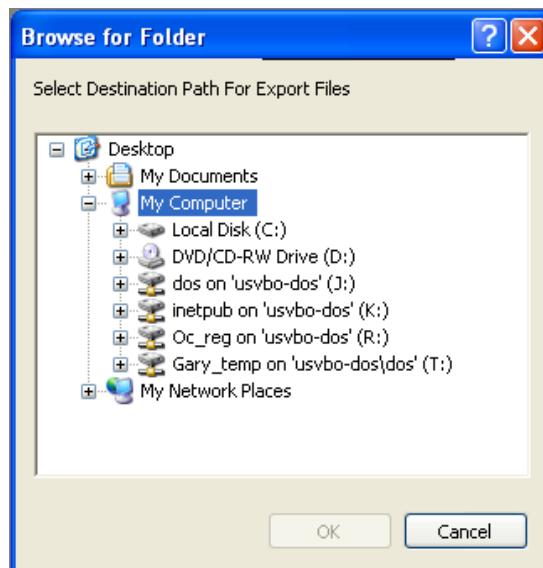 Browse for Folder
Select Destination Path For Export Files
Desktop
My Documents
My Computer
Local Disk (C:)
DVD/CD-RW Drive (D:)
dos on 'usvbo-dos' (J:)
inetpub on 'usvbo-dos' (K:)
Oc_reg on 'usvbo-dos' (R:)
Gary_temp on 'usvbo-dos\dos' (T:)
My Network Places
OK Cancel